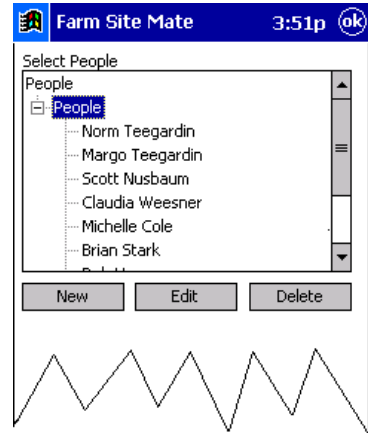 Farm Site Mate 3:51p ok
Select People
People
People
Norm Teegardin
Margo Teegardin
Scott Nusbaum
Claudia Weesner
Michelle Cole
Brian Stark
New Edit Delete